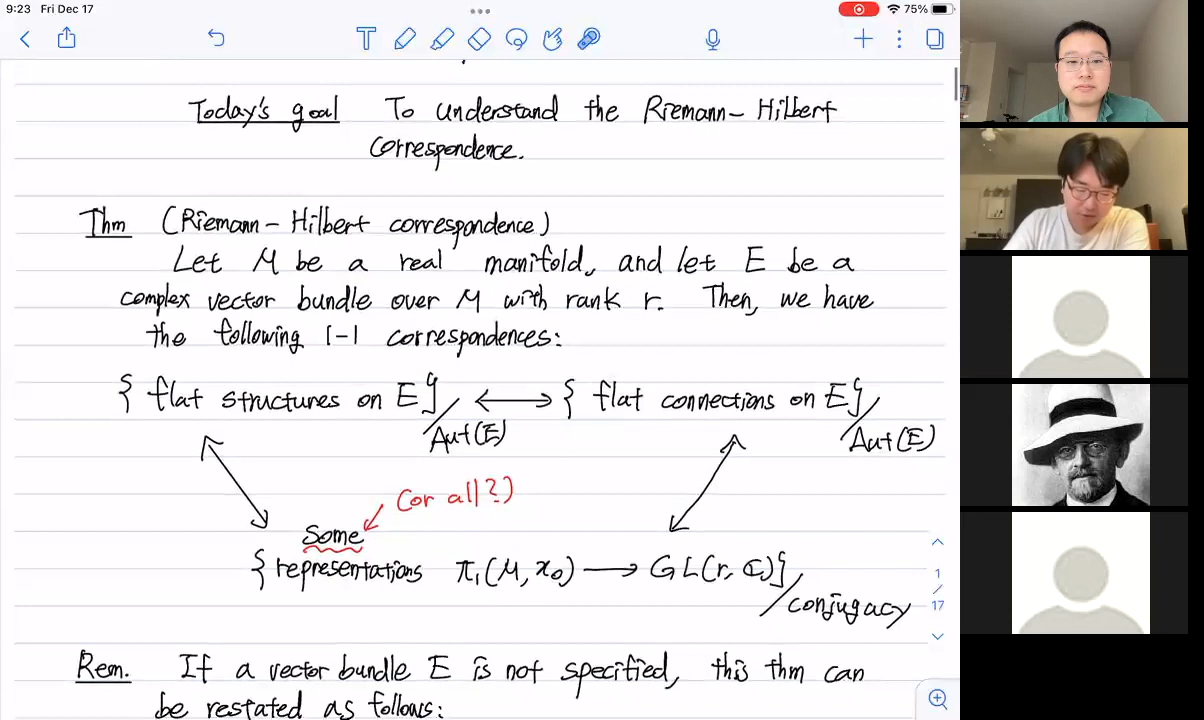 9:23 Fri Dec 17
75%
Today's goal To understand the Riemann-Hilbert
correspondence.
Thm (Riemann-Hilbert correspondence)
Let M be a real manifold, and let E be a
complex vector bundle over M with rank r. Then, we have
the following 1-1 correspondences:
{ flat structures on E}/Aut(E) ⟷ { flat connections on E}/Aut(E)
(or all?)
Some
{ representations π₁(M, x₀) ⟶ GL(r, ℂ)}/conjugacy
1
/
17
Rem. If a vector bundle E is not specified, this thm can
be restated as follows: